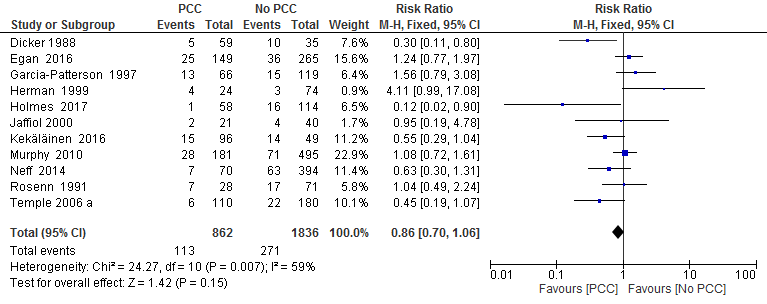 PCC No PCC Risk Ratio Risk Ratio
Study or Subgroup Events Total Events Total Weight M-H, Fixed, 95% CI M-H, Fixed, 95% CI
Dicker 1988 5 59 10 35 7.6% 0.30 [0.11, 0.80]
Egan 2016 25 149 36 265 15.6% 1.24 [0.77, 1.97]
Garcia-Patterson 1997 13 66 15 119 6.5% 1.56 [0.79, 3.08]
Herman 1999 4 24 3 74 0.9% 4.11 [0.99, 17.08]
Holmes 2017 1 58 16 114 6.5% 0.12 [0.02, 0.90]
Jaffiol 2000 2 21 4 40 1.7% 0.95 [0.19, 4.78]
Kekäläinen 2016 15 96 14 49 11.2% 0.55 [0.29, 1.04]
Murphy 2010 28 181 71 495 22.9% 1.08 [0.72, 1.61]
Neff 2014 7 70 63 394 11.4% 0.63 [0.30, 1.31]
Rosenn 1991 7 28 17 71 5.8% 1.04 [0.49, 2.24]
Temple 2006 a 6 110 22 180 10.1% 0.45 [0.19, 1.07]
Total (95% CI) 862 1836 100.0% 0.86 [0.70, 1.06]
Total events 113 271
Heterogeneity: Chi² = 24.27, df = 10 (P = 0.007); I² = 59%
Test for overall effect: Z = 1.42 (P = 0.15)
0.01 0.1 1 10 100
Favours [PCC] Favours [No PCC]